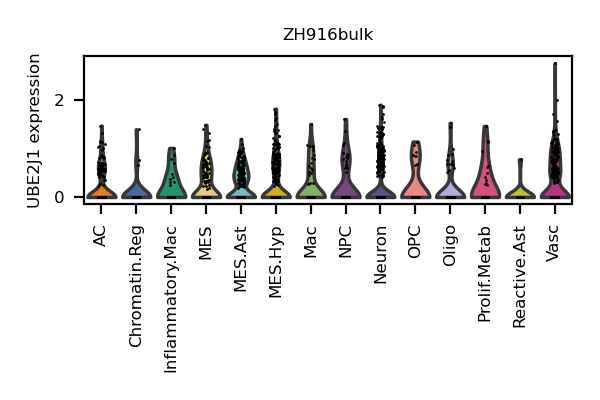 ZH916bulk
UBE2J1 expression
2
0
AC
Chromatin.Reg
Inflammatory.Mac
MES
MES.Ast
MES.Hyp
Mac
NPC
Neuron
OPC
Oligo
Prolif.Metab
Reactive.Ast
Vasc